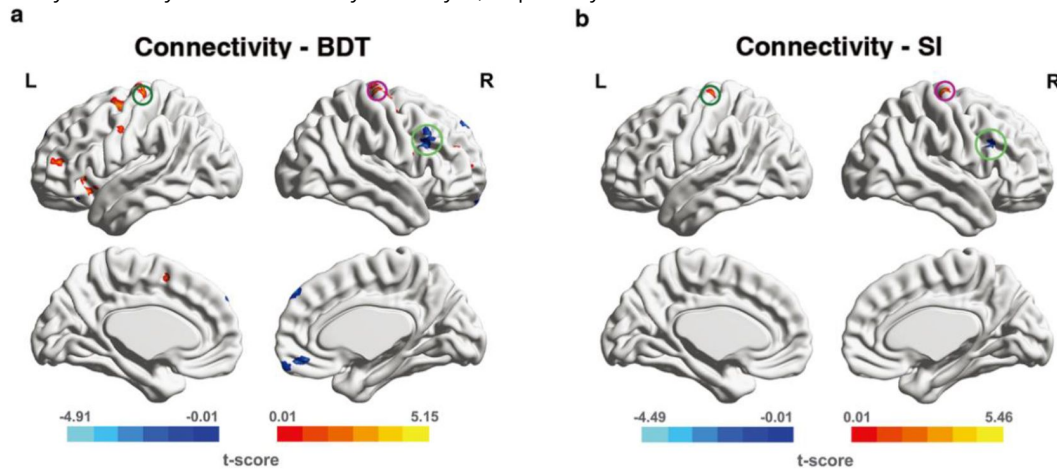 a
Connectivity - BDT
L
R
-4.91
-0.01
0.01
5.15
t-score
b
Connectivity - SI
L
R
-4.49
-0.01
0.01
5.46
t-score